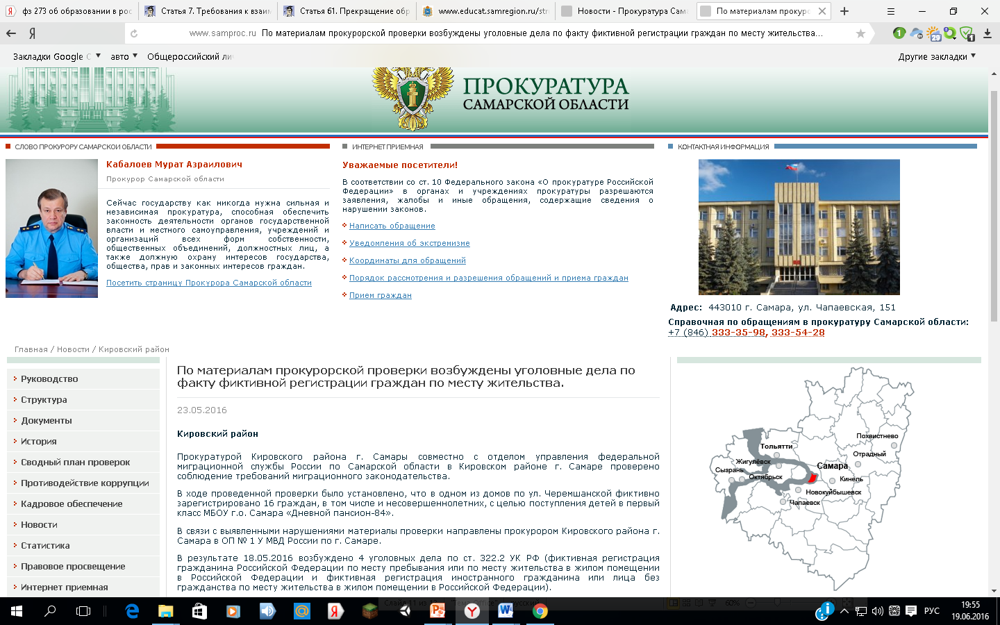 фз 273 об образовании в рос
Статья 7. Требования к взаим
Статья 61. Прекращение обр
www.educat.samregion.ru/str
Новости - Прокуратура Сам
По материалам прокурс
www.samproc.ru По материалам прокурорской проверки возбуждены уголовные дела по факту фиктивной регистрации граждан по месту жительства...
1
29
1
Закладки Google
авто
Общероссийский ли
Другие закладки
ПРОКУРАТУРА
САМАРСКОЙ ОБЛАСТИ
СЛОВО ПРОКУРОРУ САМАРСКОЙ ОБЛАСТИ
Кабалоев Мурат Азраилович
Прокурор Самарской области
Сейчас государству как никогда нужна сильная и
независимая прокуратура, способная обеспечить
законность деятельности органов государственной
власти и местного самоуправления, учреждений и
организаций всех форм собственности,
общественных объединений, должностных лиц, а
также должную охрану интересов государства,
общества, прав и законных интересов граждан.
Посетить страницу Прокурора Самарской области
ИНТЕРНЕТ ПРИЕМНАЯ
Уважаемые посетители!
В соответствии со ст. 10 Федерального закона «О прокуратуре Российской
Федерации» в органах и учреждениях прокуратуры разрешаются
заявления, жалобы и иные обращения, содержащие сведения о
нарушении законов.
Написать обращение
Уведомления об экстремизме
Координаты для обращений
Порядок рассмотрения и разрешения обращений и приема граждан
Прием граждан
КОНТАКТНАЯ ИНФОРМАЦИЯ
Адрес: 443010 г. Самара, ул. Чапаевская, 151
Справочная по обращениям в прокуратуру Самарской области:
+7 (846) 333-35-98, 333-54-28
Главная / Новости / Кировский район
Руководство
Структура
Документы
История
Сводный план проверок
Противодействие коррупции
Кадровое обеспечение
Новости
Статистика
Правовое просвещение
Интернет приемная
По материалам прокурорской проверки возбуждены уголовные дела по
факту фиктивной регистрации граждан по месту жительства.
23.05.2016
Кировский район
Прокуратурой Кировского района г. Самары совместно с отделом управления федеральной
миграционной службы России по Самарской области в Кировском районе г. Самаре проверено
соблюдение требований миграционного законодательства.
В ходе проведенной проверки было установлено, что в одном из домов по ул. Черемшанской фиктивно
зарегистрировано 16 граждан, в том числе и несовершеннолетних, с целью поступления детей в первый
класс МБОУ г.о. Самара «Дневной пансион-84».
В связи с выявленными нарушениями материалы проверки направлены прокурором Кировского района г.
Самара в ОП № 1 У МВД России по г. Самаре.
В результате 18.05.2016 возбуждено 4 уголовных дела по ст. 322.2 УК РФ (фиктивная регистрация
гражданина Российской Федерации по месту пребывания или по месту жительства в жилом помещении
в Российской Федерации и фиктивная регистрация иностранного гражданина или лица без
гражданства по месту жительства в жилом помещении в Российской Федерации).
Похвистнево
Тольятти
Отрадный
Жигулёвск
Самара
Сызрань
Октябрьск
Кинель
Новокуйбышевск
Чапаевск
Слайд 11 из
60%
РУС
19:55
19.06.2016